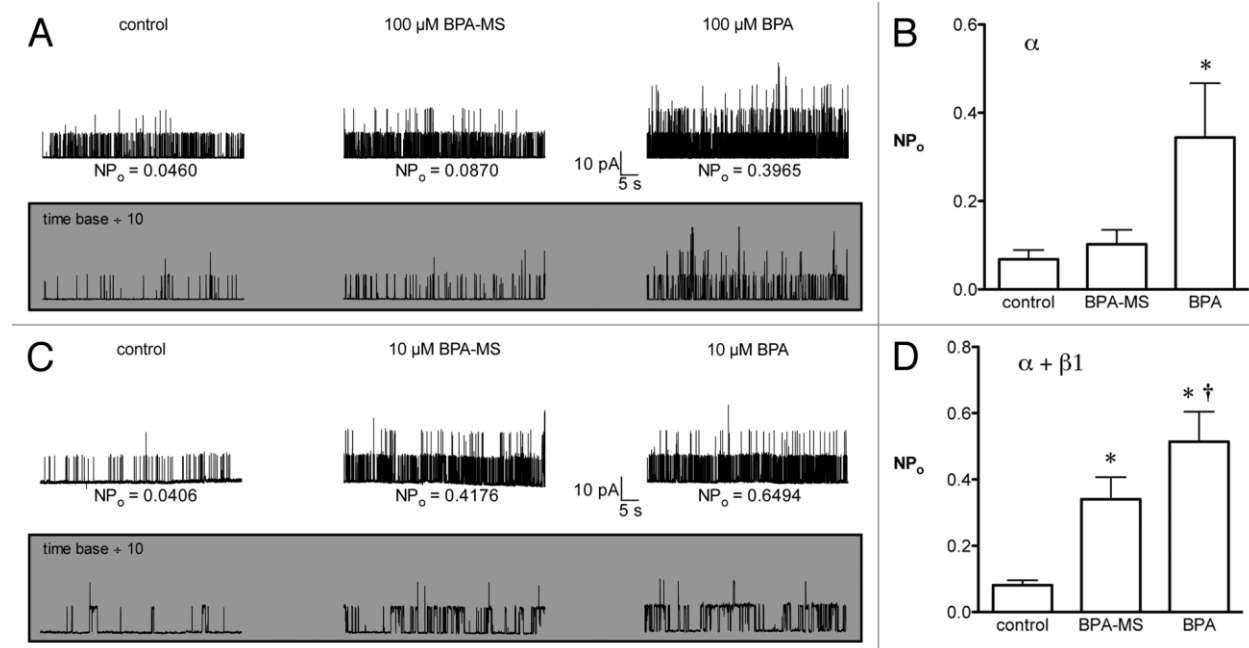 A
control
100 µM BPA-MS
100 µM BPA
NPo = 0.0460
NPo = 0.0870
10 pA
5 s
NPo = 0.3965
time base ÷ 10
B
α
NPo
0.6
0.4
0.2
0.0
*
control
BPA-MS
BPA
C
control
10 µM BPA-MS
10 µM BPA
NPo = 0.0406
NPo = 0.4176
10 pA
5 s
NPo = 0.6494
time base ÷ 10
D
α + β1
NPo
0.8
0.6
0.4
0.2
0.0
*
* †
control
BPA-MS
BPA